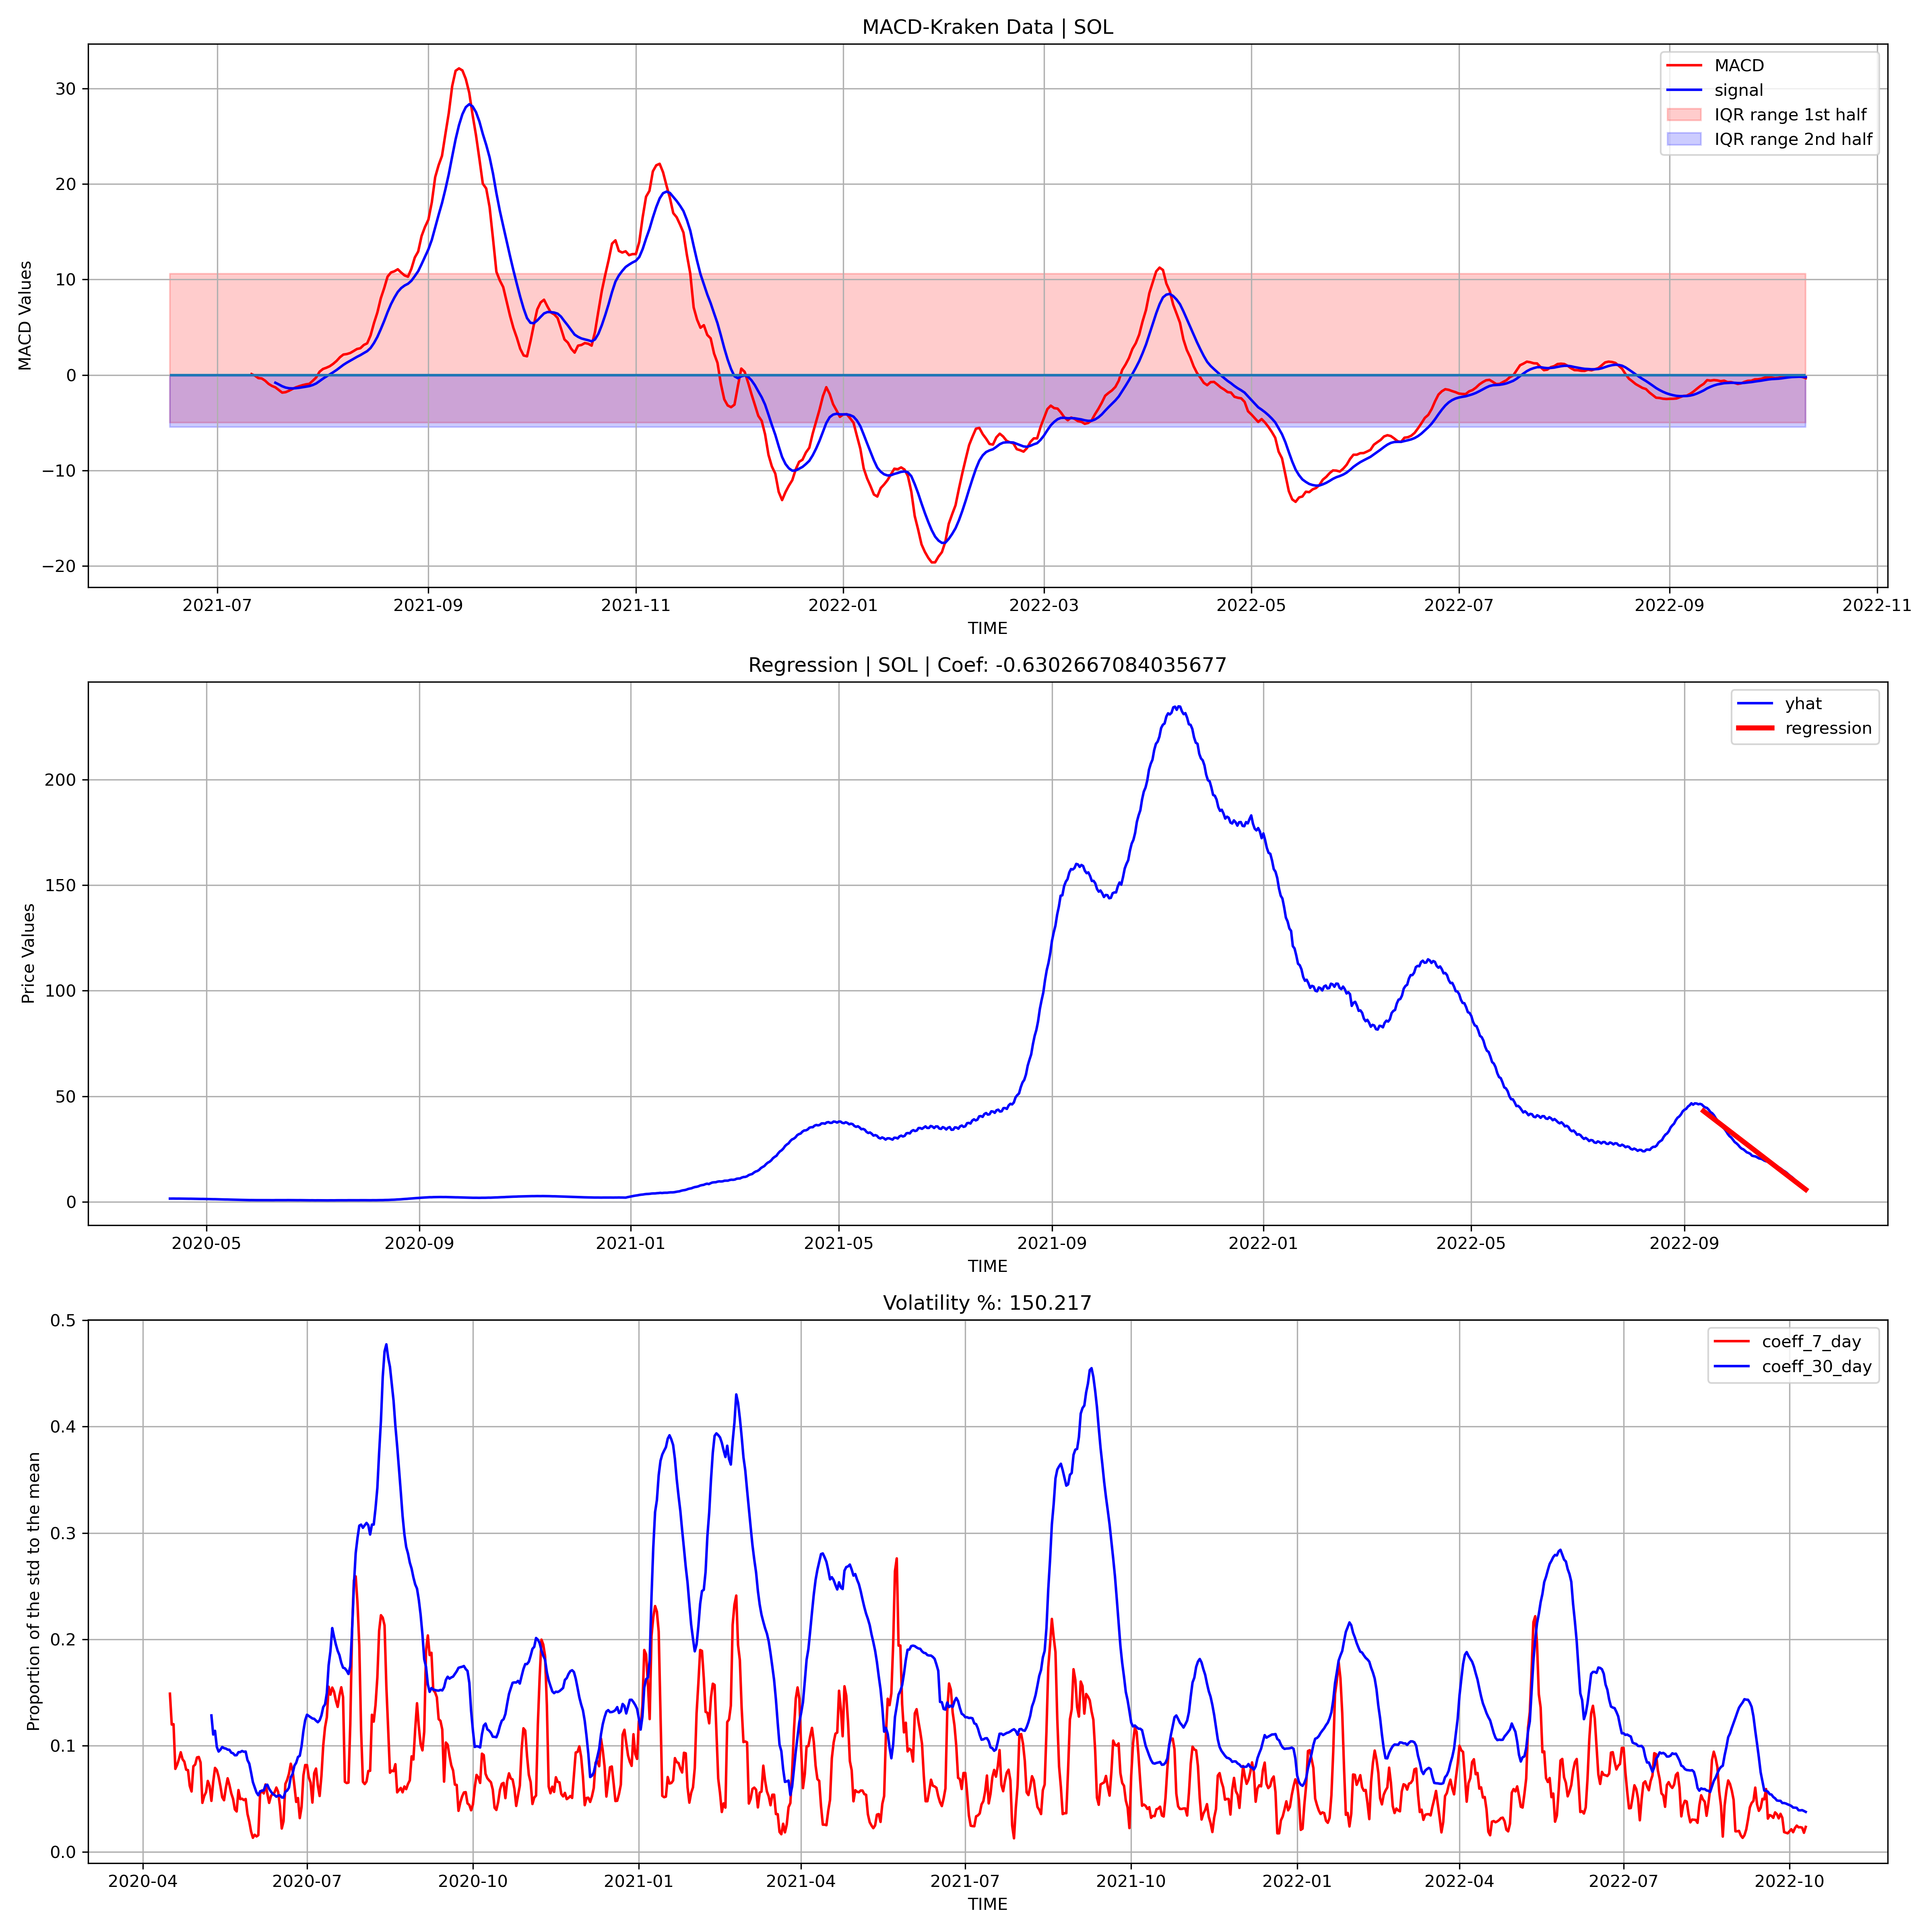 MACD-Kraken Data | SOL
MACD
signal
IQR range 1st half
IQR range 2nd half
MACD Values
30
20
10
0
−10
−20
2021-07 2021-09 2021-11 2022-01 2022-03 2022-05 2022-07 2022-09 2022-11
TIME
Regression | SOL | Coef: -0.6302667084035677
yhat
regression
Price Values
200
150
100
50
0
2020-05 2020-09 2021-01 2021-05 2021-09 2022-01 2022-05 2022-09
TIME
Volatility %: 150.217
coeff_7_day
coeff_30_day
Proportion of the std to the mean
0.5
0.4
0.3
0.2
0.1
0.0
2020-04 2020-07 2020-10 2021-01 2021-04 2021-07 2021-10 2022-01 2022-04 2022-07 2022-10
TIME